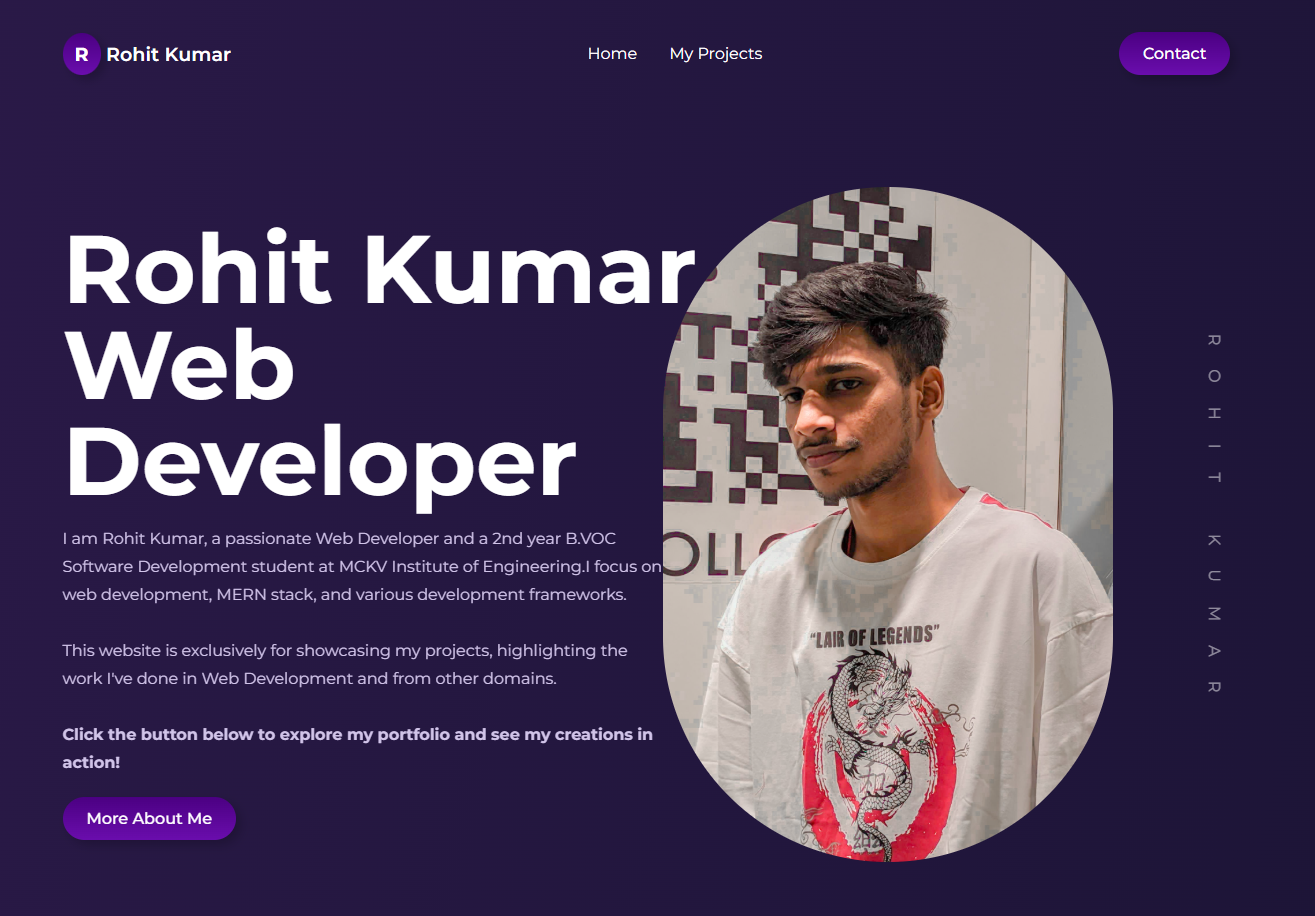 R Rohit Kumar
Home
My Projects
Contact
Rohit Kumar
Web
Developer
I am Rohit Kumar, a passionate Web Developer and a 2nd year B.VOC
Software Development student at MCKV Institute of Engineering.I focus on
web development, MERN stack, and various development frameworks.
This website is exclusively for showcasing my projects, highlighting the
work I've done in Web Development and from other domains.
Click the button below to explore my portfolio and see my creations in
action!
More About Me
OLLO
"LAIR OF LEGENDS"
ROHIT KUMAR